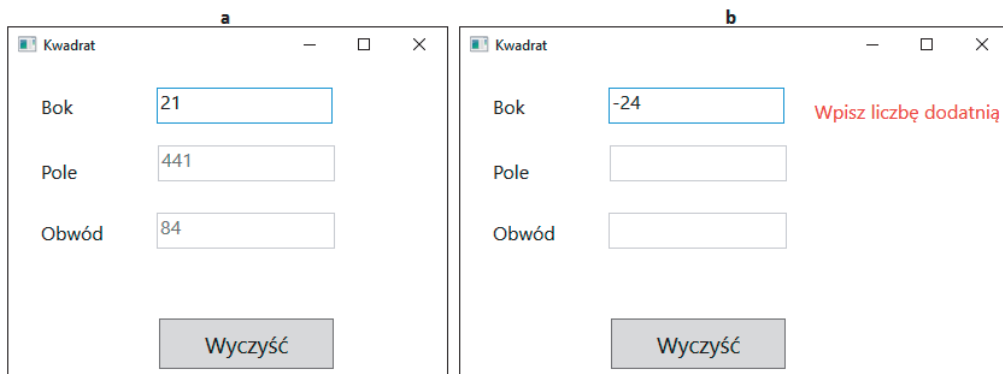 a
Kwadrat
Bok 21
Pole 441
Obwód 84
Wyczyść
b
Kwadrat
Bok -24 Wpisz liczbę dodatnią
Pole
Obwód
Wyczyść